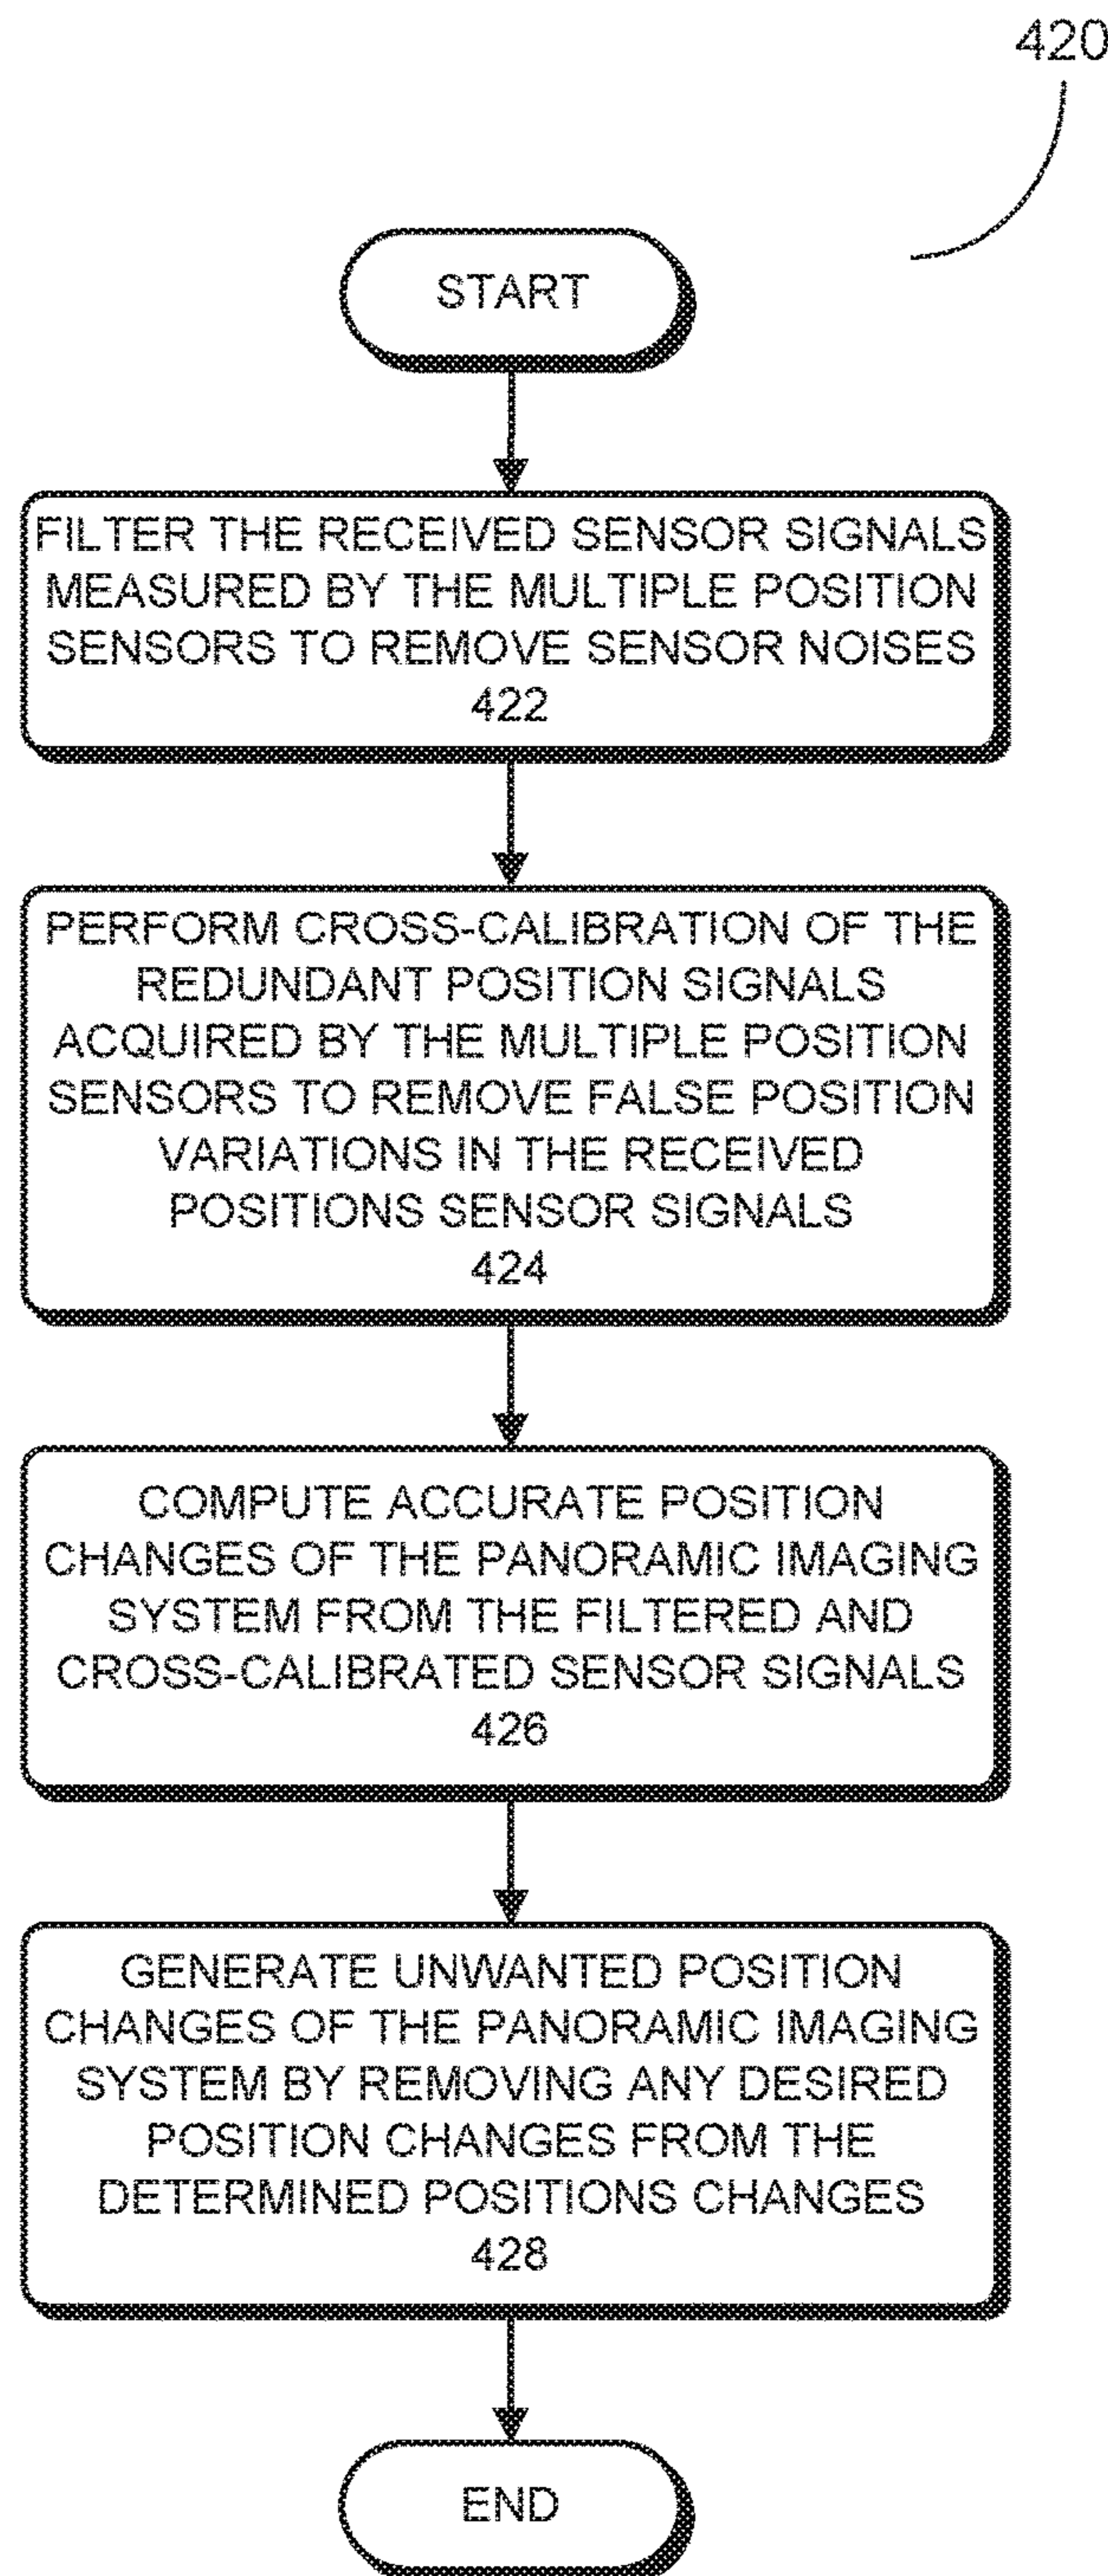 420
START
FILTER THE RECEIVED SENSOR SIGNALS
MEASURED BY THE MULTIPLE POSITION
SENSORS TO REMOVE SENSOR NOISES
422
PERFORM CROSS-CALIBRATION OF THE
REDUNDANT POSITION SIGNALS
ACQUIRED BY THE MULTIPLE POSITION
SENSORS TO REMOVE FALSE POSITION
VARIATIONS IN THE RECEIVED
POSITIONS SENSOR SIGNALS
424
COMPUTE ACCURATE POSITION
CHANGES OF THE PANORAMIC IMAGING
SYSTEM FROM THE FILTERED AND
CROSS-CALIBRATED SENSOR SIGNALS
426
GENERATE UNWANTED POSITION
CHANGES OF THE PANORAMIC IMAGING
SYSTEM BY REMOVING ANY DESIRED
POSITION CHANGES FROM THE
DETERMINED POSITIONS CHANGES
428
END